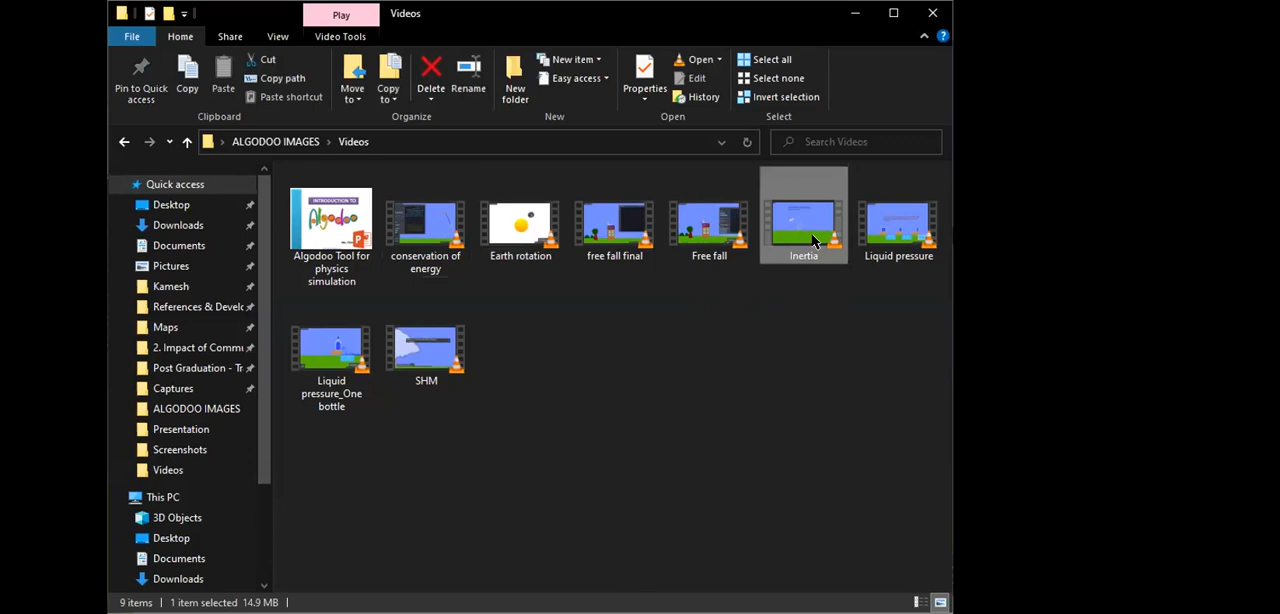 Play
Videos
File
Home
Share
View
Video Tools
Pin to Quick
access
Copy
Paste
Cut
Copy path
Paste shortcut
Clipboard
Move
to
Copy
to
Delete
Rename
Organize
New
folder
New item
Easy access
New
Properties
Open
Edit
History
Open
Select all
Select none
Invert selection
Select
ALGODOO IMAGES > Videos
Search Videos
Quick access
Desktop
Downloads
Documents
Pictures
Kamesh
References & Develo
Maps
2. Impact of Commu
Post Graduation - Tr
Captures
ALGODOO IMAGES
Presentation
Screenshots
Videos
This PC
3D Objects
Desktop
Documents
Downloads
INTRODUCTION TO
Algodoo
Algodoo Tool for
physics
simulation
conservation of
energy
Earth rotation
free fall final
Free fall
Inertia
Liquid pressure
Liquid
pressure_One
bottle
SHM
9 items | 1 item selected 14.9 MB |